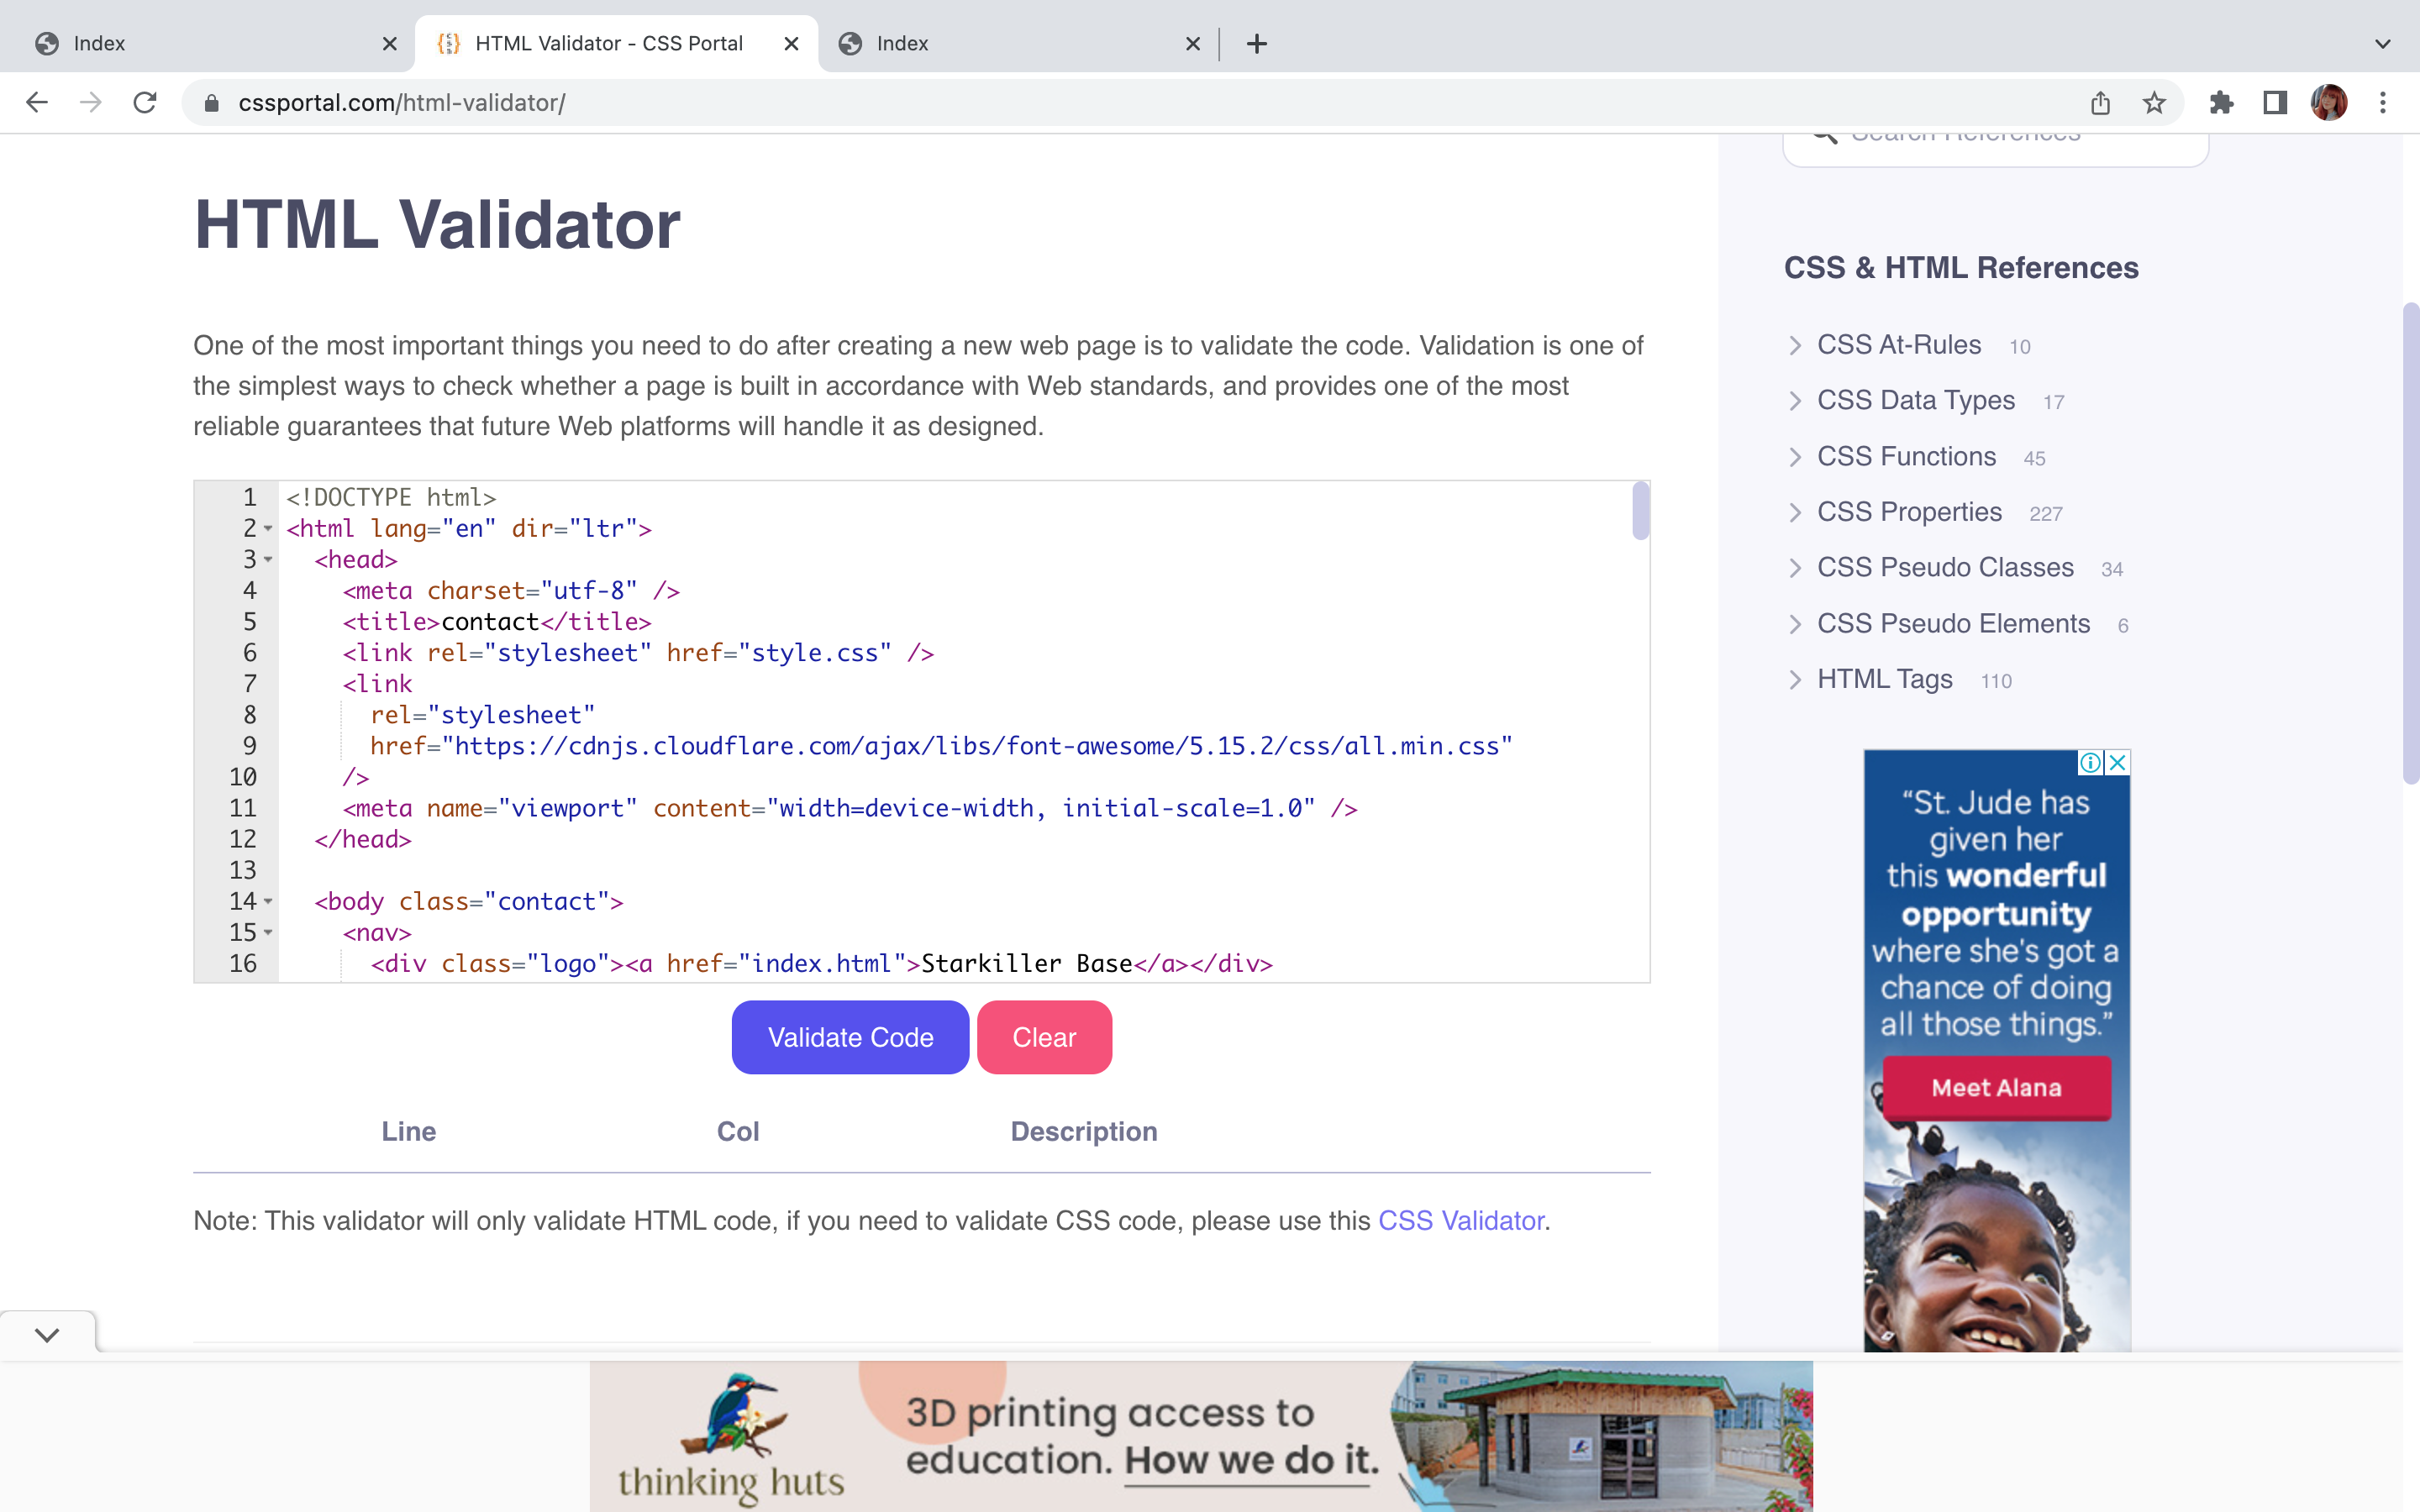 Index
HTML Validator - CSS Portal
Index
cssportal.com/html-validator/
Search References
HTML Validator
One of the most important things you need to do after creating a new web page is to validate the code. Validation is one of
the simplest ways to check whether a page is built in accordance with Web standards, and provides one of the most
reliable guarantees that future Web platforms will handle it as designed.
1 <!DOCTYPE html>
2 <html lang="en" dir="ltr">
3 <head>
4 <meta charset="utf-8" />
5 <title>contact</title>
6 <link rel="stylesheet" href="style.css" />
7 <link
8 rel="stylesheet"
9 href="https://cdnjs.cloudflare.com/ajax/libs/font-awesome/5.15.2/css/all.min.css"
10 />
11 <meta name="viewport" content="width=device-width, initial-scale=1.0" />
12 </head>
13
14 <body class="contact">
15 <nav>
16 <div class="logo"><a href="index.html">Starkiller Base</a></div>
Validate Code
Clear
Line Col Description
Note: This validator will only validate HTML code, if you need to validate CSS code, please use this CSS Validator.
CSS & HTML References
CSS At-Rules 10
CSS Data Types 17
CSS Functions 45
CSS Properties 227
CSS Pseudo Classes 34
CSS Pseudo Elements 6
HTML Tags 110
“St. Jude has
given her
this wonderful
opportunity
where she's got a
chance of doing
all those things.”
Meet Alana
thinking huts
3D printing access to
education. How we do it.